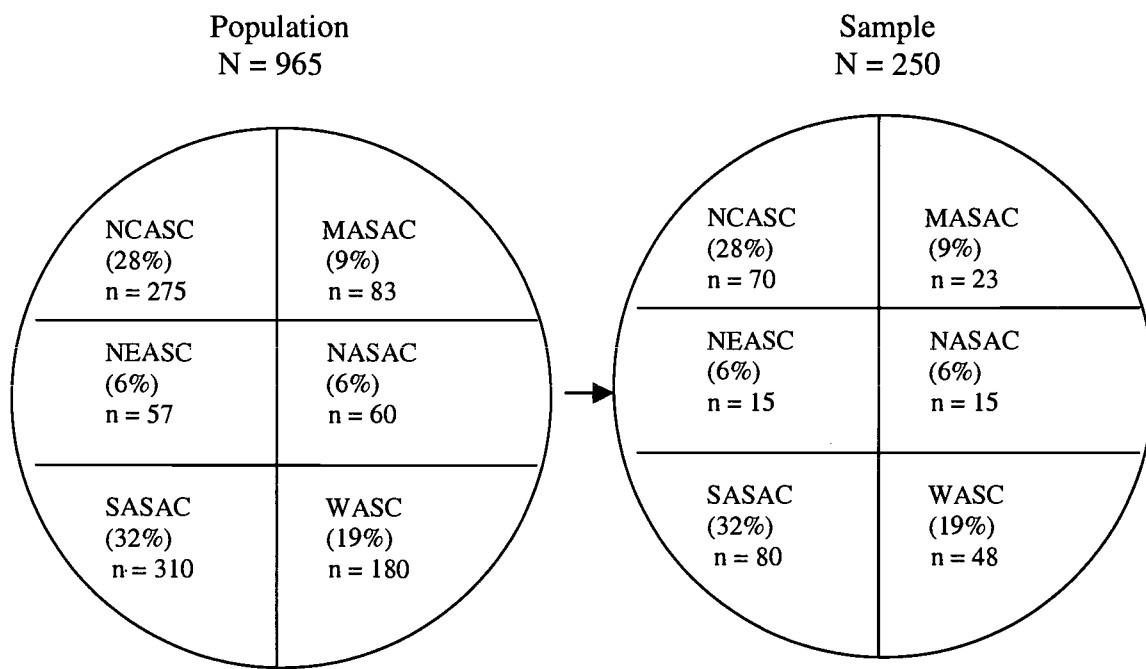 Population
N = 965
NCASC
(28%)
n = 275
MASAC
(9%)
n = 83
NEASC
(6%)
n = 57
NASAC
(6%)
n = 60
SASAC
(32%)
n = 310
WASC
(19%)
n = 180
Sample
N = 250
NCASC
(28%)
n = 70
MASAC
(9%)
n = 23
NEASC
(6%)
n = 15
NASAC
(6%)
n = 15
SASAC
(32%)
n = 80
WASC
(19%)
n = 48